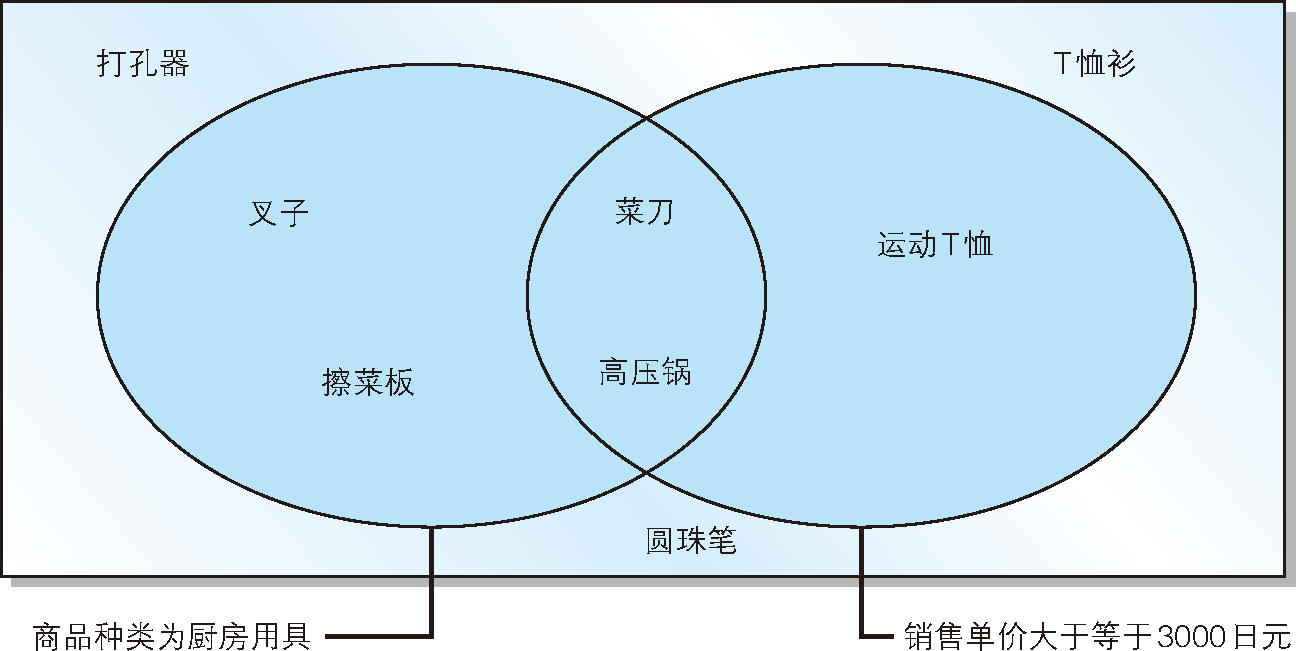 打孔器
T恤衫
叉子
菜刀
运动T恤
擦菜板
高压锅
圆珠笔
商品种类为厨房用具
销售单价大于等于3000日元